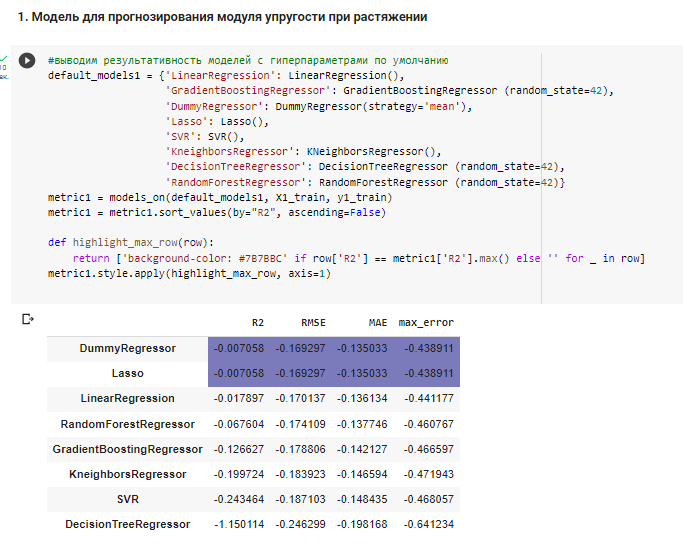 1. Модель для прогнозирования модуля упругости при растяжении
#выводим результативность моделей с гиперпараметрами по умолчанию
default_models1 = {'LinearRegression': LinearRegression(),
'GradientBoostingRegressor': GradientBoostingRegressor (random_state=42),
'DummyRegressor': DummyRegressor(strategy='mean'),
'Lasso': Lasso(),
'SVR': SVR(),
'KneighborsRegressor': KNeighborsRegressor(),
'DecisionTreeRegressor': DecisionTreeRegressor (random_state=42),
'RandomForestRegressor': RandomForestRegressor (random_state=42)}
metric1 = models_on(default_models1, X1_train, y1_train)
metric1 = metric1.sort_values(by="R2", ascending=False)
def highlight_max_row(row):
return ['background-color: #7B7BBC' if row['R2'] == metric1['R2'].max() else '' for _ in row]
metric1.style.apply(highlight_max_row, axis=1)
R2 RMSE MAE max_error
DummyRegressor -0.007058 -0.169297 -0.135033 -0.438911
Lasso -0.007058 -0.169297 -0.135033 -0.438911
LinearRegression -0.017897 -0.170137 -0.136134 -0.441177
RandomForestRegressor -0.067604 -0.174109 -0.137746 -0.460767
GradientBoostingRegressor -0.126627 -0.178806 -0.142127 -0.466597
KneighborsRegressor -0.199724 -0.183923 -0.146594 -0.471943
SVR -0.243464 -0.187103 -0.148435 -0.468057
DecisionTreeRegressor -1.150114 -0.246299 -0.198168 -0.641234